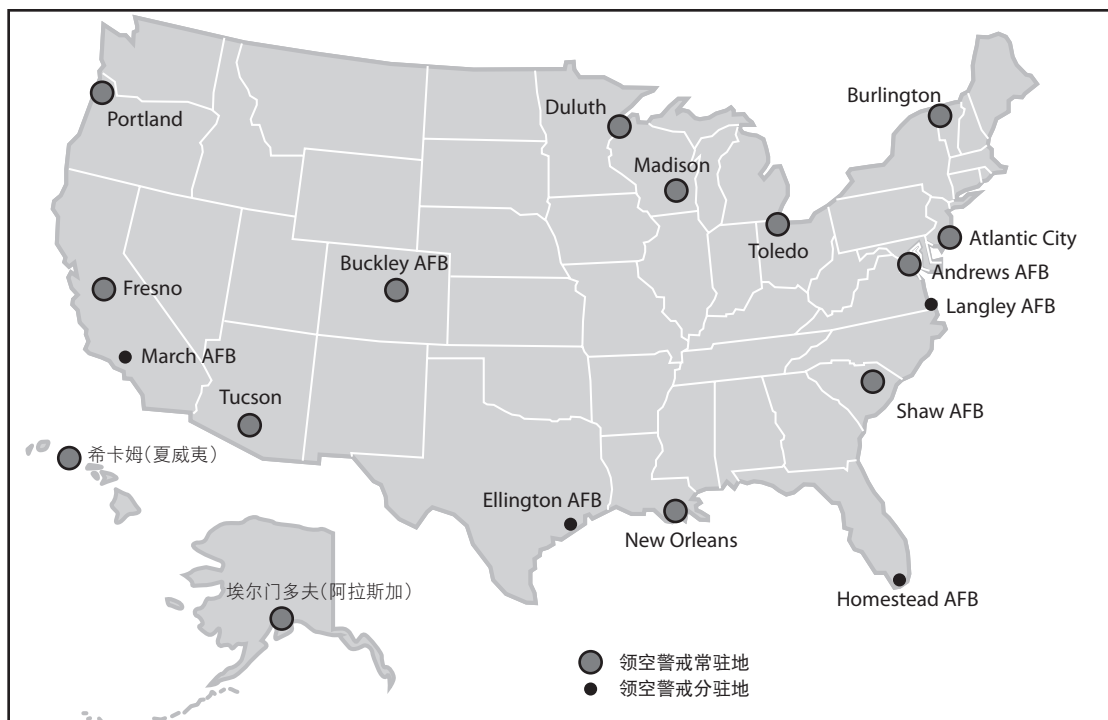 Burlington
Duluth
Portland
Madison
Atlantic City
Toledo
Buckley AFB
Andrews AFB
Fresno
Langley AFB
March AFB
Tucson
Shaw AFB
希卡姆(夏威夷)
Ellington AFB
New Orleans
埃尔门多夫(阿拉斯加)
Homestead AFB
领空警戒常驻地
领空警戒分驻地